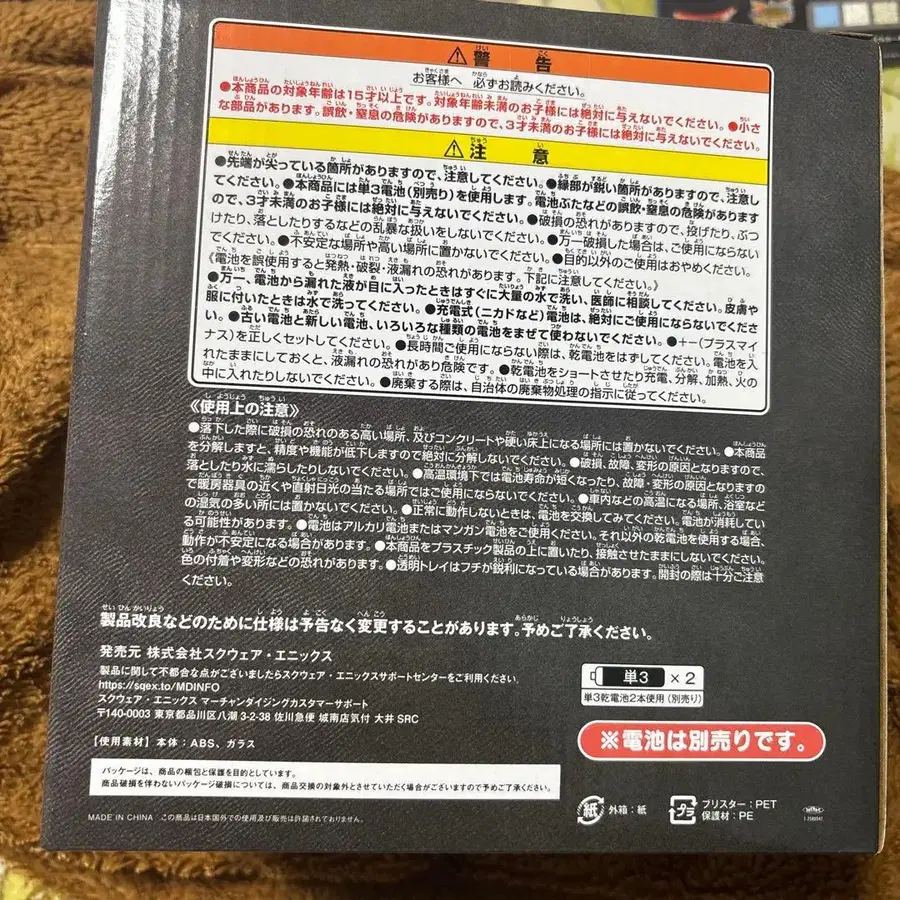 ⚠警告
お客様へ 必ずお読みください。
●本商品の対象年齢は15才以上です。対象年齢未満のお子様には絶対に与えないでください。●小さ
な部品があります。誤飲・窒息の危険がありますので、3才未満のお子様には絶対に与えないでください。
⚠注意
●先端が尖っている箇所がありますので、注意してください。●縁部が鋭い箇所がありますので、注意し
てください。●本商品には単3電池(別売り)を使用します。電池ぶたなどの誤飲・窒息の危険があります
ので、3才未満のお子様には絶対に与えないでください。●破損の恐れがありますので、投げたり、ぶつ
けたり、落としたりするなどの乱暴な扱いをしないでください。●万一破損した場合は、ご使用にならない
でください。●不安定な場所や高い場所に置かないでください。●目的以外のご使用はおやめください。
《電池を誤使用すると発熱・破裂・液漏れの恐れがあります。下記に注意してください。》
●万一、電池から漏れた液が目に入ったときはすぐに大量の水で洗い、医師に相談してください。皮膚や
服に付いたときは水で洗ってください。●充電式(ニカドなど)電池は、絶対にご使用にならないでくださ
い。●古い電池と新しい電池、いろいろな種類の電池をまぜて使わないでください。●+-(プラスマイ
ナス)を正しくセットしてください。●長時間ご使用にならない際は、乾電池をはずしてください。電池を入
れたままにしておくと、液漏れの恐れがあり危険です。●乾電池をショートさせたり充電、分解、加熱、火の
中に入れたりしないでください。●廃棄する際は、自治体の廃棄物処理の指示に従ってください。
《使用上の注意》
●落下した際に破損の恐れのある高い場所、及びコンクリートや硬い床上になる場所には置かないでください。●本商品
を分解しますと、精度や機能が低下しますので絶対に分解しないでください。●破損、故障、変形の原因となりますので、
落としたり水に濡らしたりしないでください。●高温環境下では電池寿命が短くなったり、故障・変形の原因となりますの
で暖房器具の近くや直射日光の当たる場所ではご使用にならないでください。●車内などの高温になる場所、浴室など
の湿気の多い所には置かないでください。●正常に動作しないときは、電池を交換してみてください。電池が消耗してい
る可能性があります。●電池はアルカリ電池またはマンガン電池をご使用ください。それ以外の乾電池を使用する場合、
動作が不安定になる場合があります。●本商品をプラスチック製品の上に置いたり、接触させたままにしないでください。
色の付着や変形などの恐れがあります。●透明トレイはフチが鋭利になっている場合があります。開封の際は十分ご注意
ください。
製品改良などのために仕様は予告なく変更することがあります。予めご了承ください。
発売元 株式会社スクウェア・エニックス
製品に関して不都合な点がございましたらスクウェア・エニックスサポートセンターをご利用ください。
https://sqex.to/MDINFO
スクウェア・エニックス マーチャンダイジングカスタマーサポート
〒140-0003 東京都品川区八潮 3-2-38 佐川急便 城南店気付 大井 SRC
単3 × 2
単3乾電池2本使用(別売り)
※電池は別売りです。
【使用素材】本体:ABS、ガラス
パッケージは、商品の梱包と保護を目的としています。
商品破損を伴わないパッケージ破損については、商品交換の対象外とさせていただく場合がございますので予めご了承ください。
紙 外箱:紙
プラ ブリスター:PET
保護材:PE
MADE IN CHINA この商品は日本国外での使用及び販売は許諾されておりません。